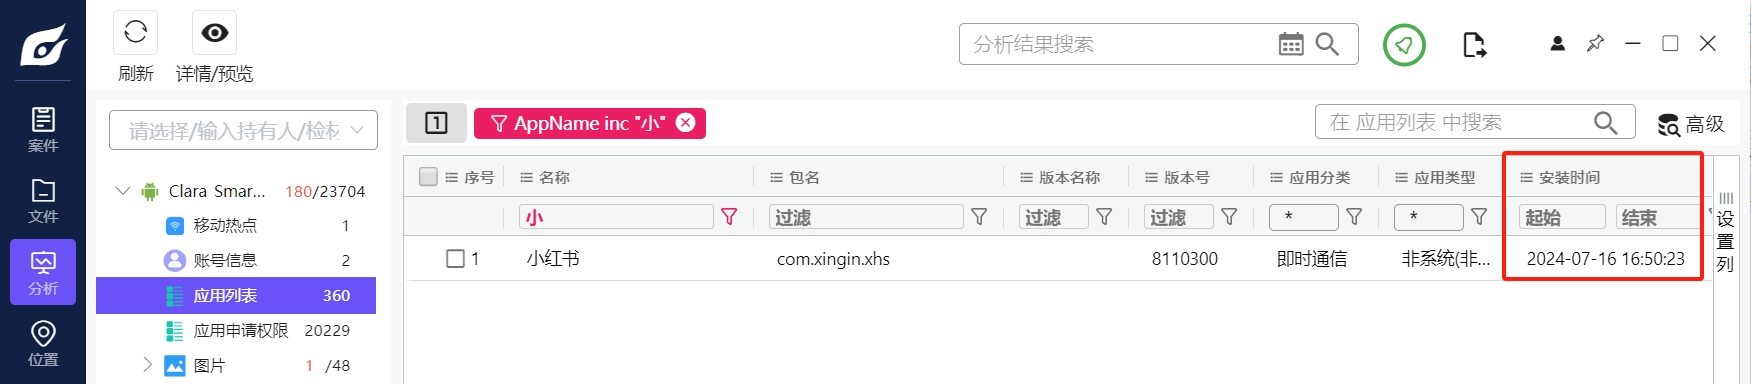 刷新
详情/预览
分析结果搜索
案件
文件
分析
位置
请选择/输入持有人/检材
Clara Smar... 180/23704
移动热点 1
账号信息 2
应用列表 360
应用申请权限 20229
图片 1 /48
1 AppName inc "小"
在 应用列表 中搜索
高级
序号 名称 包名 版本名称 版本号 应用分类 应用类型 安装时间
小 过滤 过滤 过滤 * * 起始 结束
1 小红书 com.xingin.xhs 8110300 即时通信 非系统(非... 2024-07-16 16:50:23
设置列